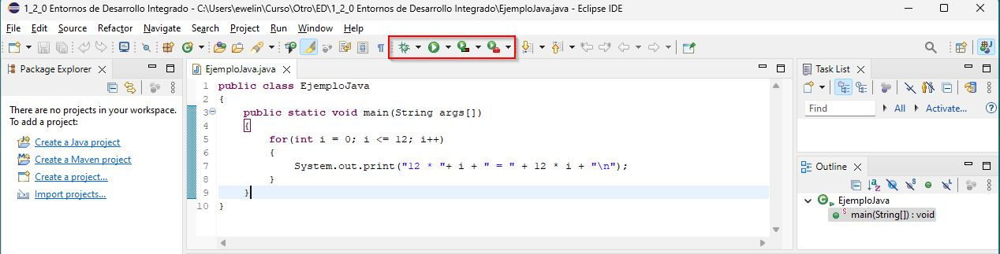 1_2_0 Entornos de Desarrollo Integrado - C:\Users\ewelin\Curso\Otro\ED\1_2_0 Entornos de Desarrollo Integrado\EjemploJava.java - Eclipse IDE
File Edit Source Refactor Navigate Search Project Run Window Help
Package Explorer
There are no projects in your workspace.
To add a project:
Create a Java project
Create a Maven project
Create a project...
Import projects...
EjemploJava.java
1 public class EjemploJava
2 {
3 public static void main(String args[])
4 {
5 for(int i = 0; i <= 12; i++)
6 {
7 System.out.print("12 * "+ i + " = " + 12 * i + "\n");
8 }
9 }
10 }
Task List
Find All Activate...
Outline
EjemploJava
main(String[]) : void